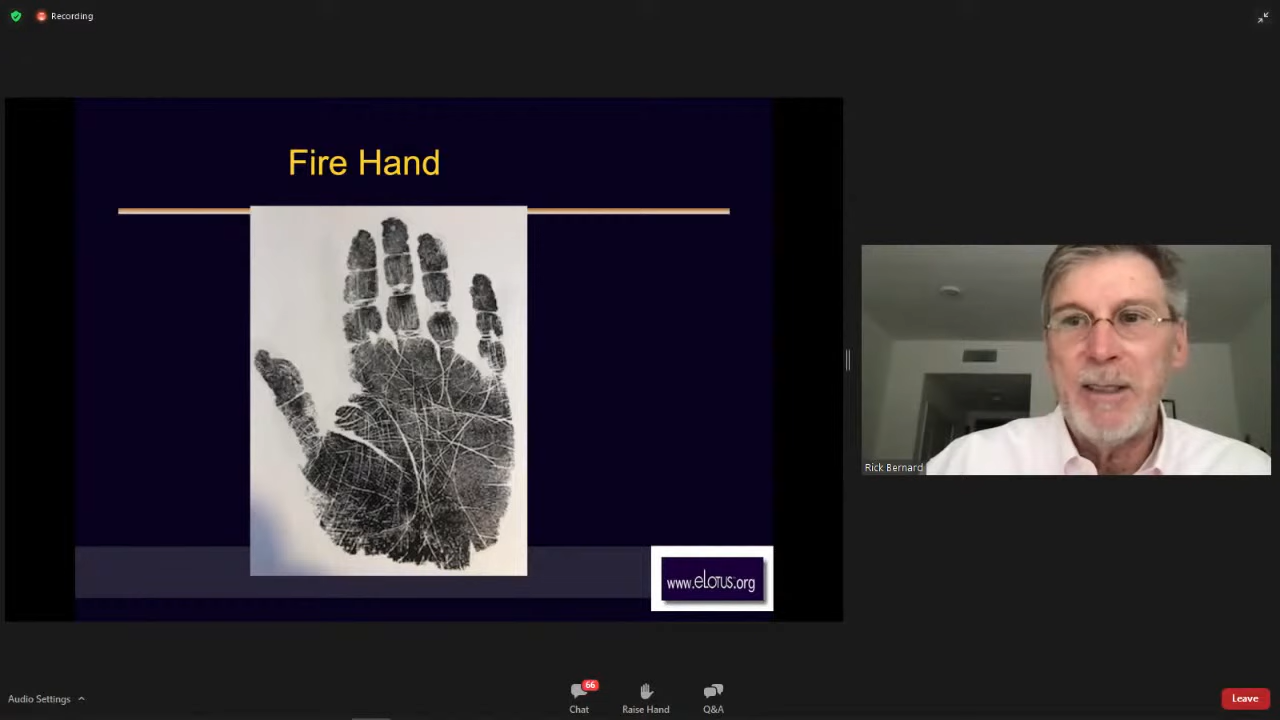 Recording
Fire Hand
www.eLotus.org
Rick Bernard
Audio Settings
66
Chat
Raise Hand
Q&A
Leave